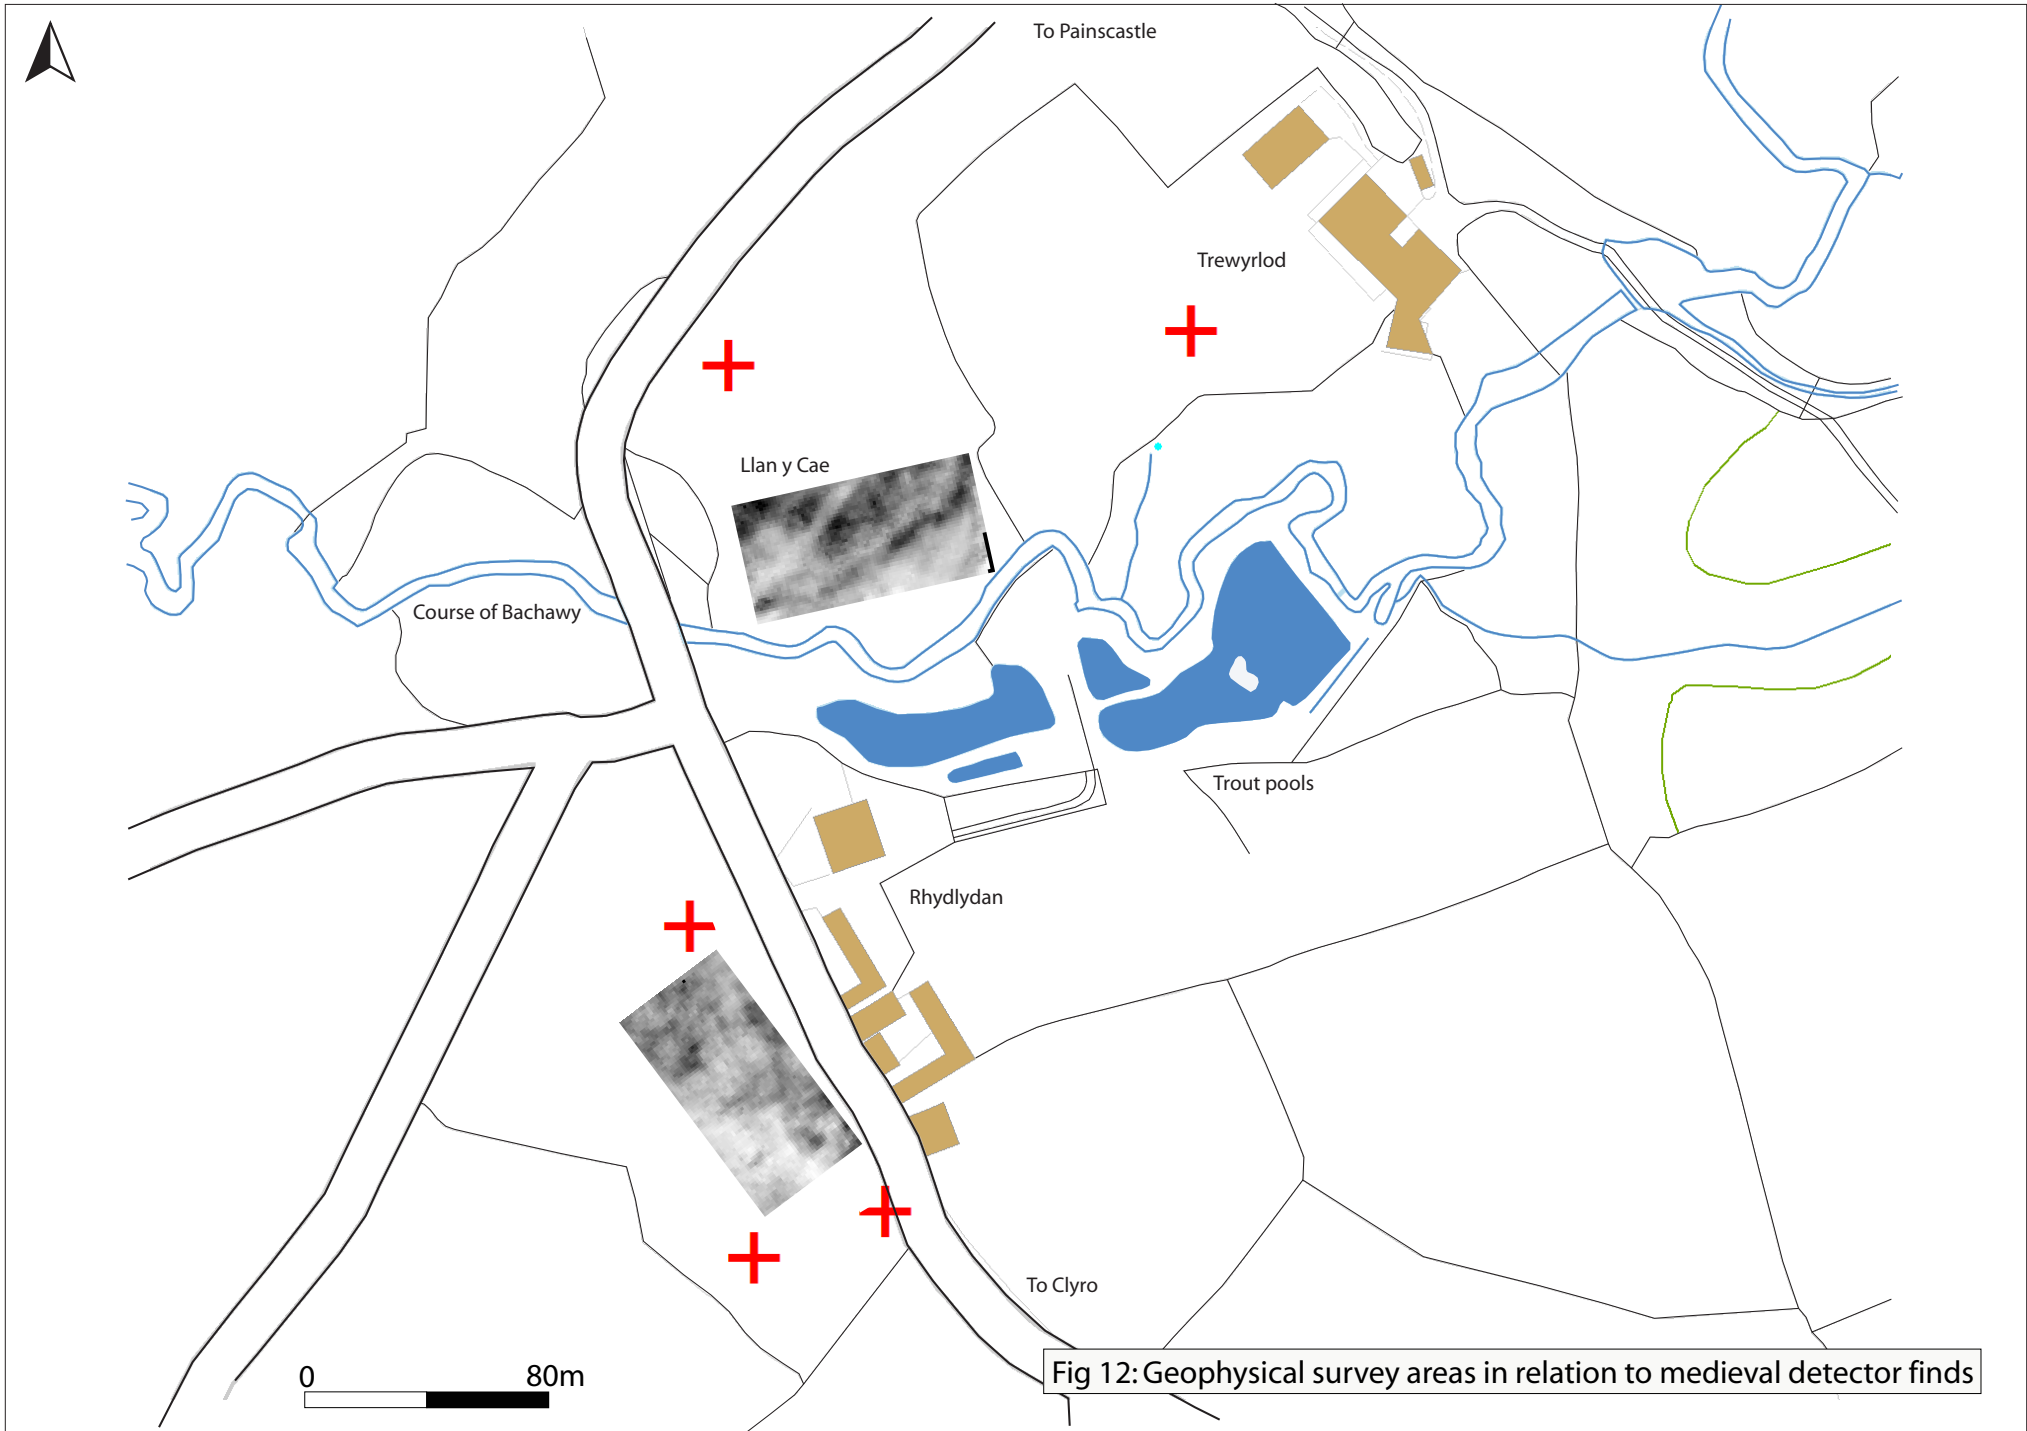 To Painscastle
Trewyrlod
Llan y Cae
Course of Bachawy
Trout pools
Rhydlydan
To Clyro
0 80m
Fig 12: Geophysical survey areas in relation to medieval detector finds